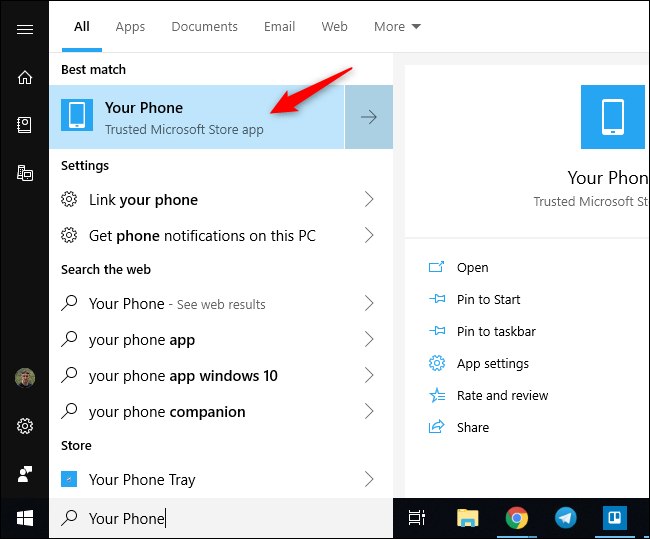 All Apps Documents Email Web More
Best match
Your Phone
Trusted Microsoft Store app
Settings
Link your phone
Get phone notifications on this PC
Search the web
Your Phone - See web results
your phone app
your phone app windows 10
your phone companion
Store
Your Phone Tray
Your Phone
Your Phon
Trusted Microsoft St
Open
Pin to Start
Pin to taskbar
App settings
Rate and review
Share